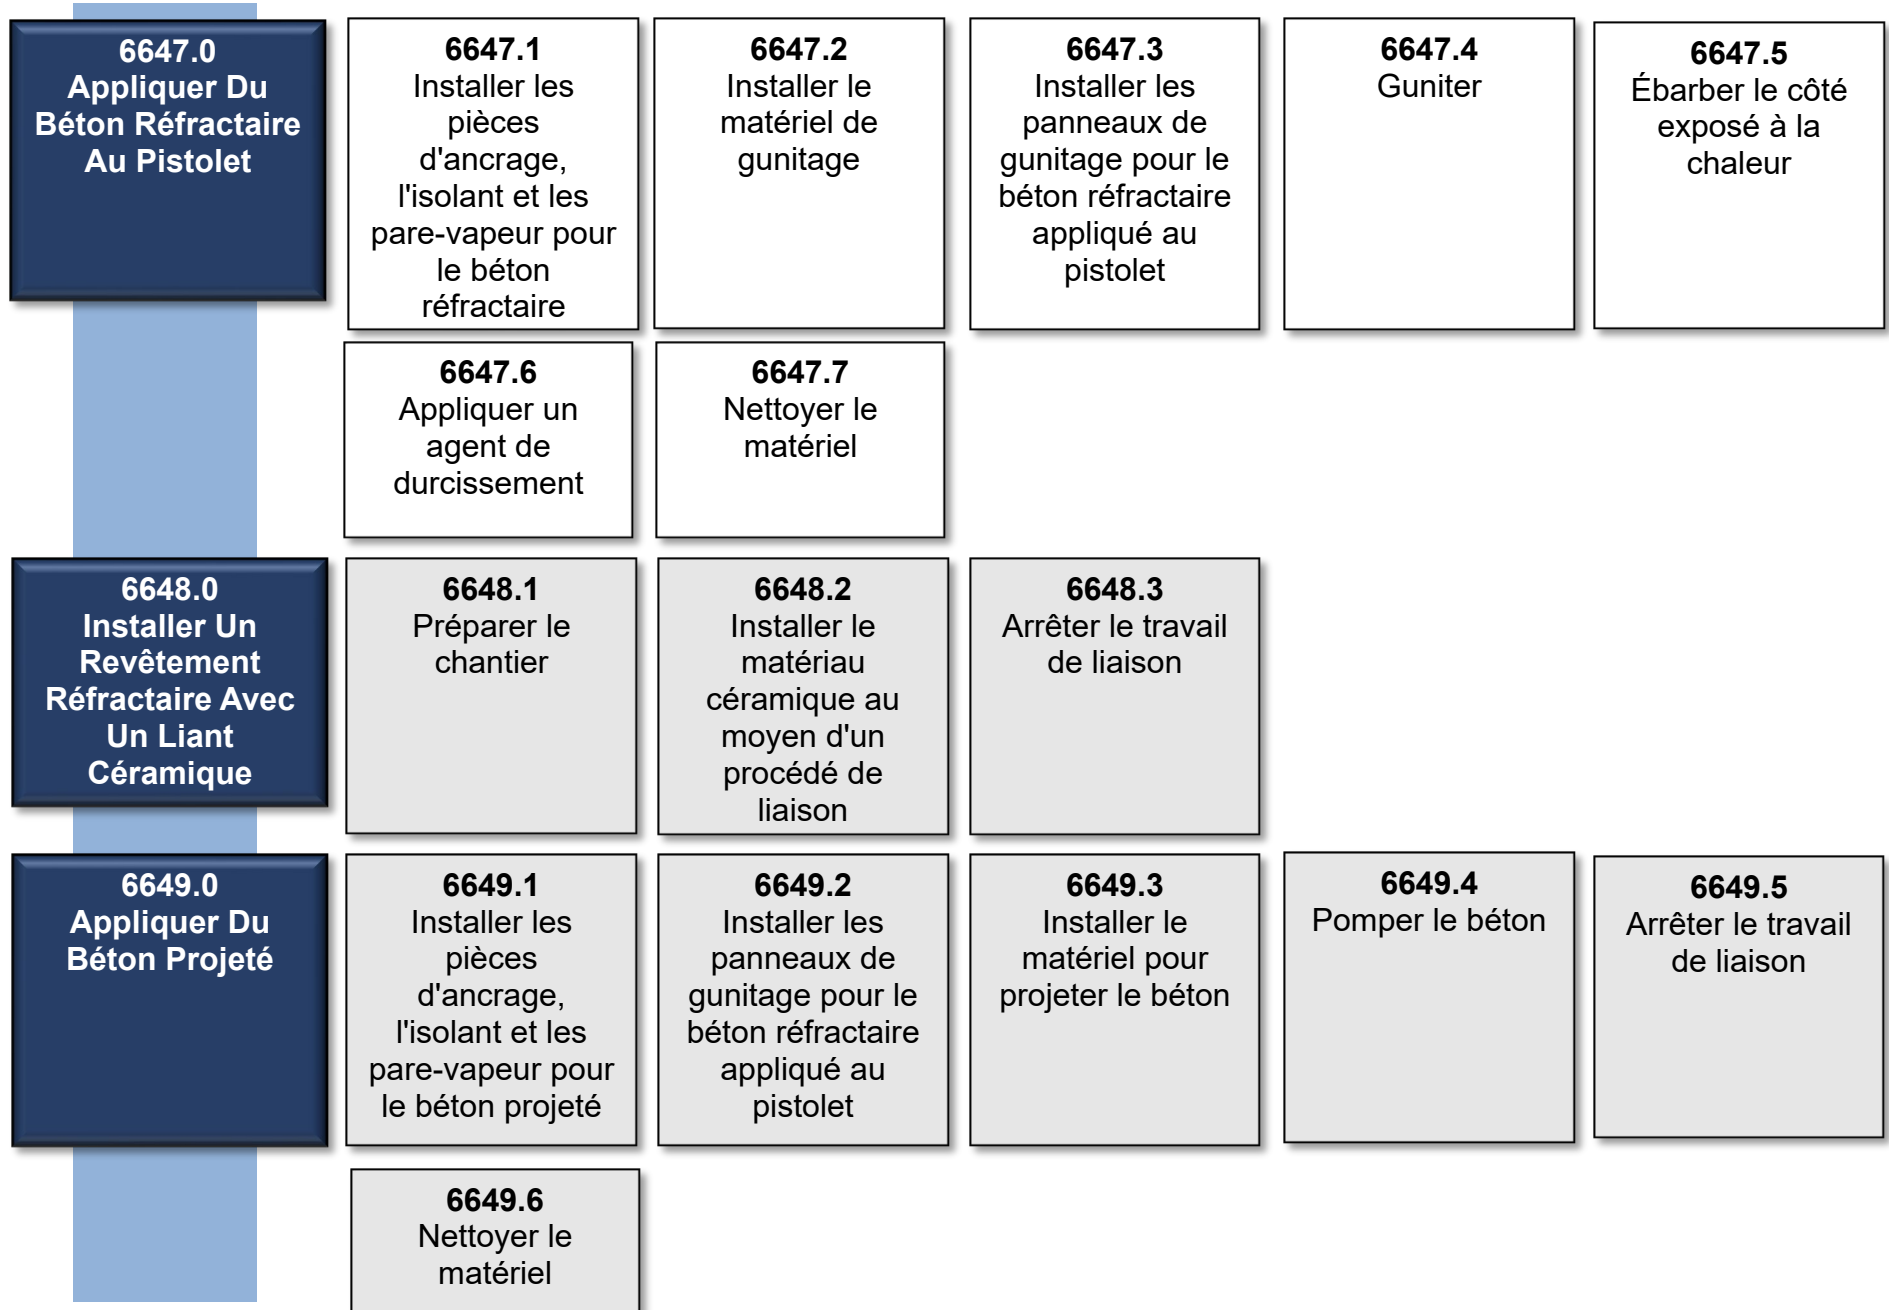 6647.0
Appliquer Du
Béton Réfractaire
Au Pistolet
6647.1
Installer les
pièces
d'ancrage,
l'isolant et les
pare-vapeur pour
le béton
réfractaire
6647.2
Installer le
matériel de
gunitage
6647.3
Installer les
panneaux de
gunitage pour le
béton réfractaire
appliqué au
pistolet
6647.4
Guniter
6647.5
Ébarber le côté
exposé à la
chaleur
6647.6
Appliquer un
agent de
durcissement
6647.7
Nettoyer le
matériel
6648.0
Installer Un
Revêtement
Réfractaire Avec
Un Liant
Céramique
6648.1
Préparer le
chantier
6648.2
Installer le
matériau
céramique au
moyen d'un
procédé de
liaison
6648.3
Arrêter le travail
de liaison
6649.0
Appliquer Du
Béton Projeté
6649.1
Installer les
pièces
d'ancrage,
l'isolant et les
pare-vapeur pour
le béton projeté
6649.2
Installer les
panneaux de
gunitage pour le
béton réfractaire
appliqué au
pistolet
6649.3
Installer le
matériel pour
projeter le béton
6649.4
Pomper le béton
6649.5
Arrêter le travail
de liaison
6649.6
Nettoyer le
matériel